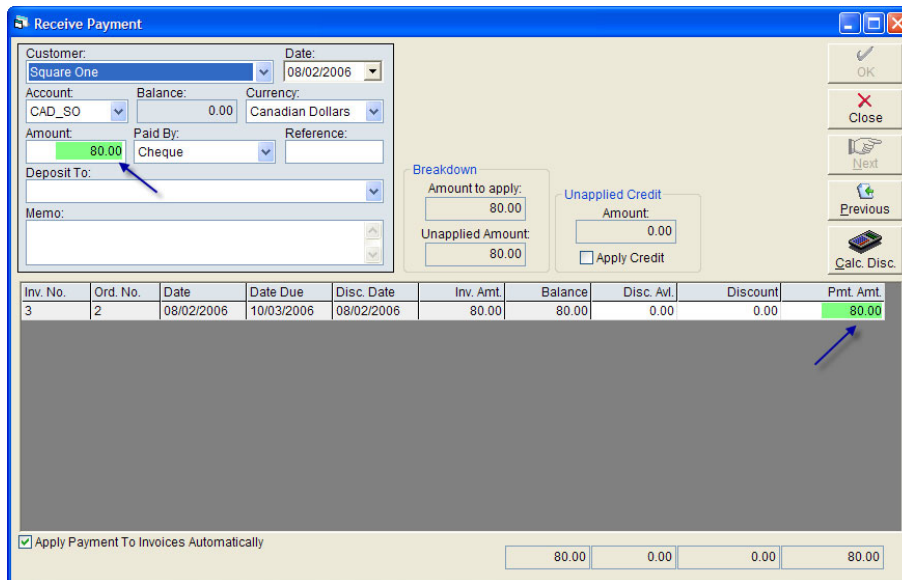 Receive Payment
Customer: Date:
Square One 08/02/2006
Account: Balance: Currency:
CAD_SO 0.00 Canadian Dollars
Amount: Paid By: Reference:
80.00 Cheque
Deposit To:
Memo:
Breakdown
Amount to apply:
80.00
Unapplied Amount:
80.00
Unapplied Credit
Amount:
0.00
Apply Credit
OK
Close
Next
Previous
Calc. Disc.
Inv. No. Ord. No. Date Date Due Disc. Date Inv. Amt. Balance Disc. Avl. Discount Pmt. Amt.
3 2 08/02/2006 10/03/2006 08/02/2006 80.00 80.00 0.00 0.00 80.00
Apply Payment To Invoices Automatically
80.00 0.00 0.00 80.00